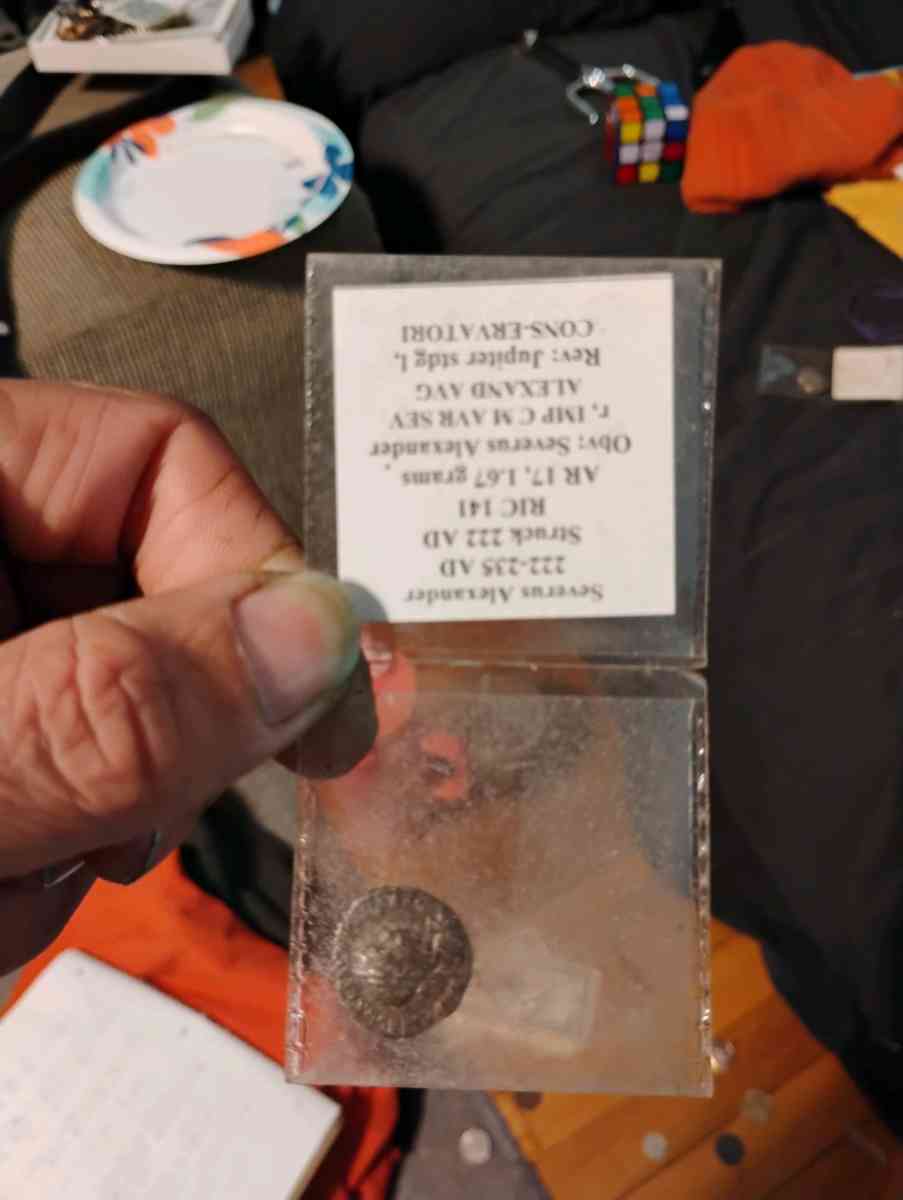 Severus Alexander
222-235 AD
Struck 222 AD
RIC 141
AR 17, 1.67 grams
Obv: Severus Alexander
r, IMP C M AVR SEV
ALEXAND AVG
Rev: Jupiter stdg l,
CONS-ERVATORI